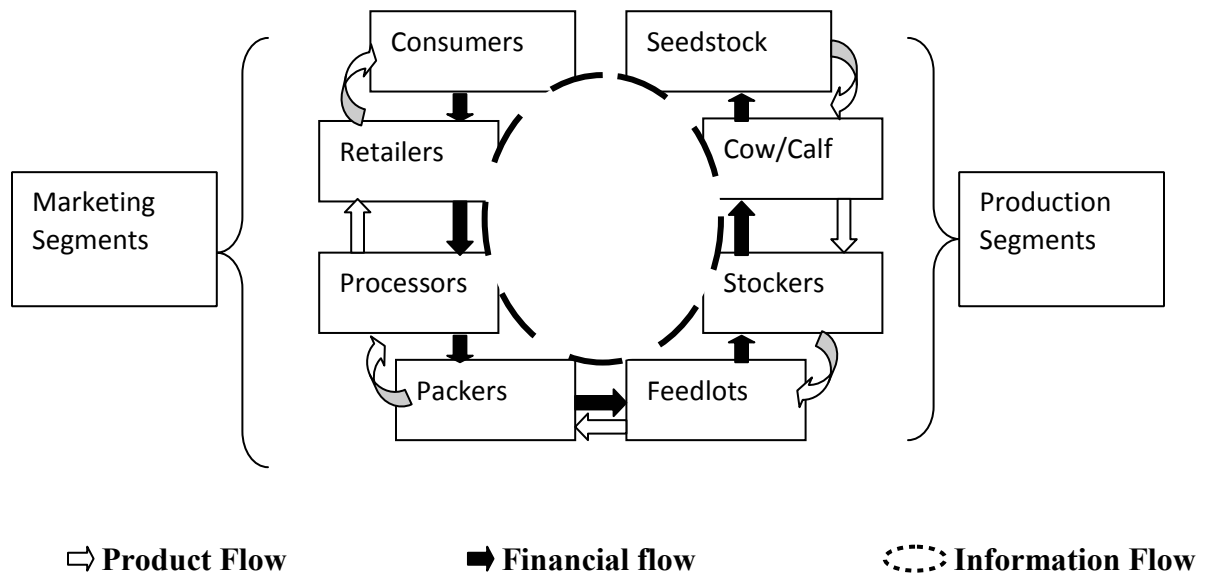 Consumers
Seedstock
Retailers
Cow/Calf
Marketing
Segments
Production
Segments
Processors
Stockers
Packers
Feedlots
Product Flow
Financial flow
Information Flow